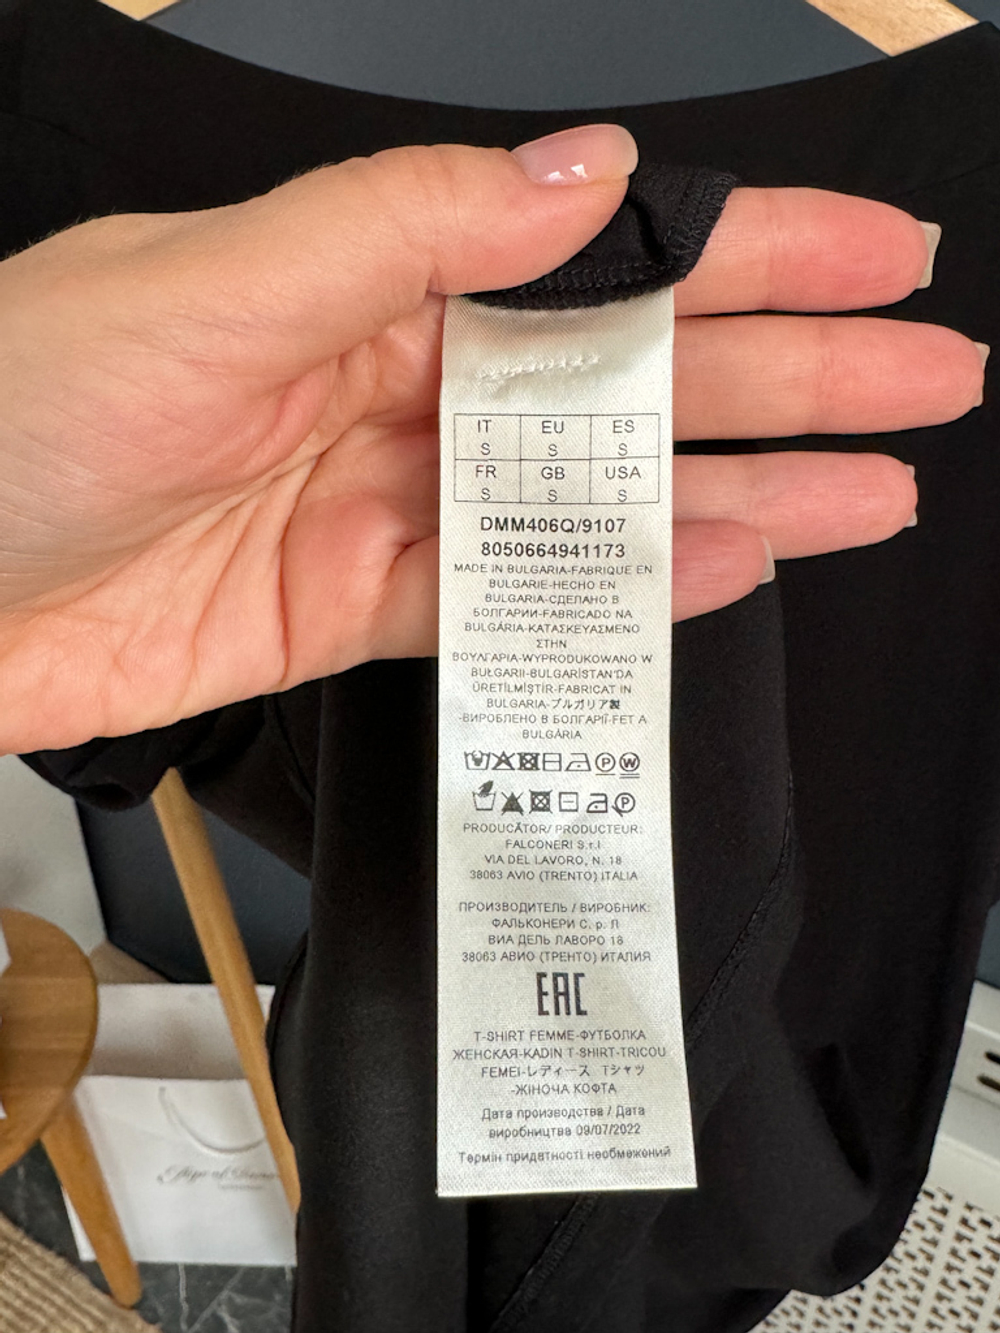 IT EU ES
S S S
FR GB USA
S S S
DMM406Q/9107
8050664941173
MADE IN BULGARIA-FABRIQUE EN
BULGARIE-HECHO EN
BULGARIA-СДЕЛАНО В
БОЛГАРИИ-FABRICADO NA
BULGÁRIA-ΚΑΤΑΣΚΕΥΑΣΜΕΝΟ
ΣΤΗΝ
ΒΟΥΛΓΑΡΙΑ-WYPRODUKOWANO W
BUŁGARII-BULGARİSTAN'DA
ÜRETİLMİŞTİR-FABRICAT IN
BULGARIA-ブルガリア製
-ВИРОБЛЕНО В БОЛГАРІЇ-FET A
BULGÀRIA
P W
P
PRODUCĂTOR/ PRODUCTEUR:
FALCONERI S.r.l
VIA DEL LAVORO, N. 18
38063 AVIO (TRENTO) ITALIA
ПРОИЗВОДИТЕЛЬ / ВИРОБНИК:
ФАЛЬКОНЕРИ С. р. Л
ВИА ДЕЛЬ ЛАВОРО 18
38063 АВИО (ТРЕНТО) ИТАЛИЯ
EAC
T-SHIRT FEMME-ФУТБОЛКА
ЖЕНСКАЯ-KADIN T-SHIRT-TRICOU
FEMEI-レディース Tシャツ
-ЖІНОЧА КОФТА
Дата производства / Дата
виробництва 09/07/2022
Термін придатності необмежений